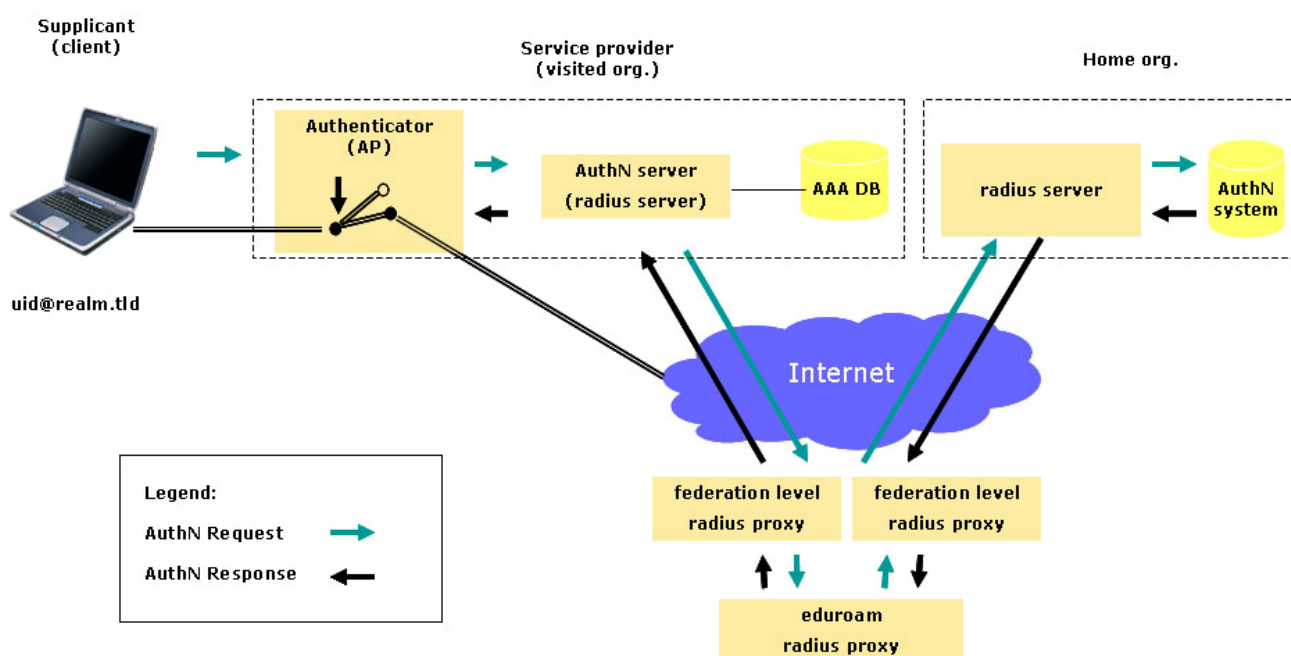 Supplicant
(client)
Service provider
(visited org.)
Home org.
Authenticator
(AP)
AuthN server
(radius server)
AAA DB
radius server
AuthN
system
uid@realm.tld
Internet
Legend:
AuthN Request
AuthN Response
federation level
radius proxy
federation level
radius proxy
eduroam
radius proxy